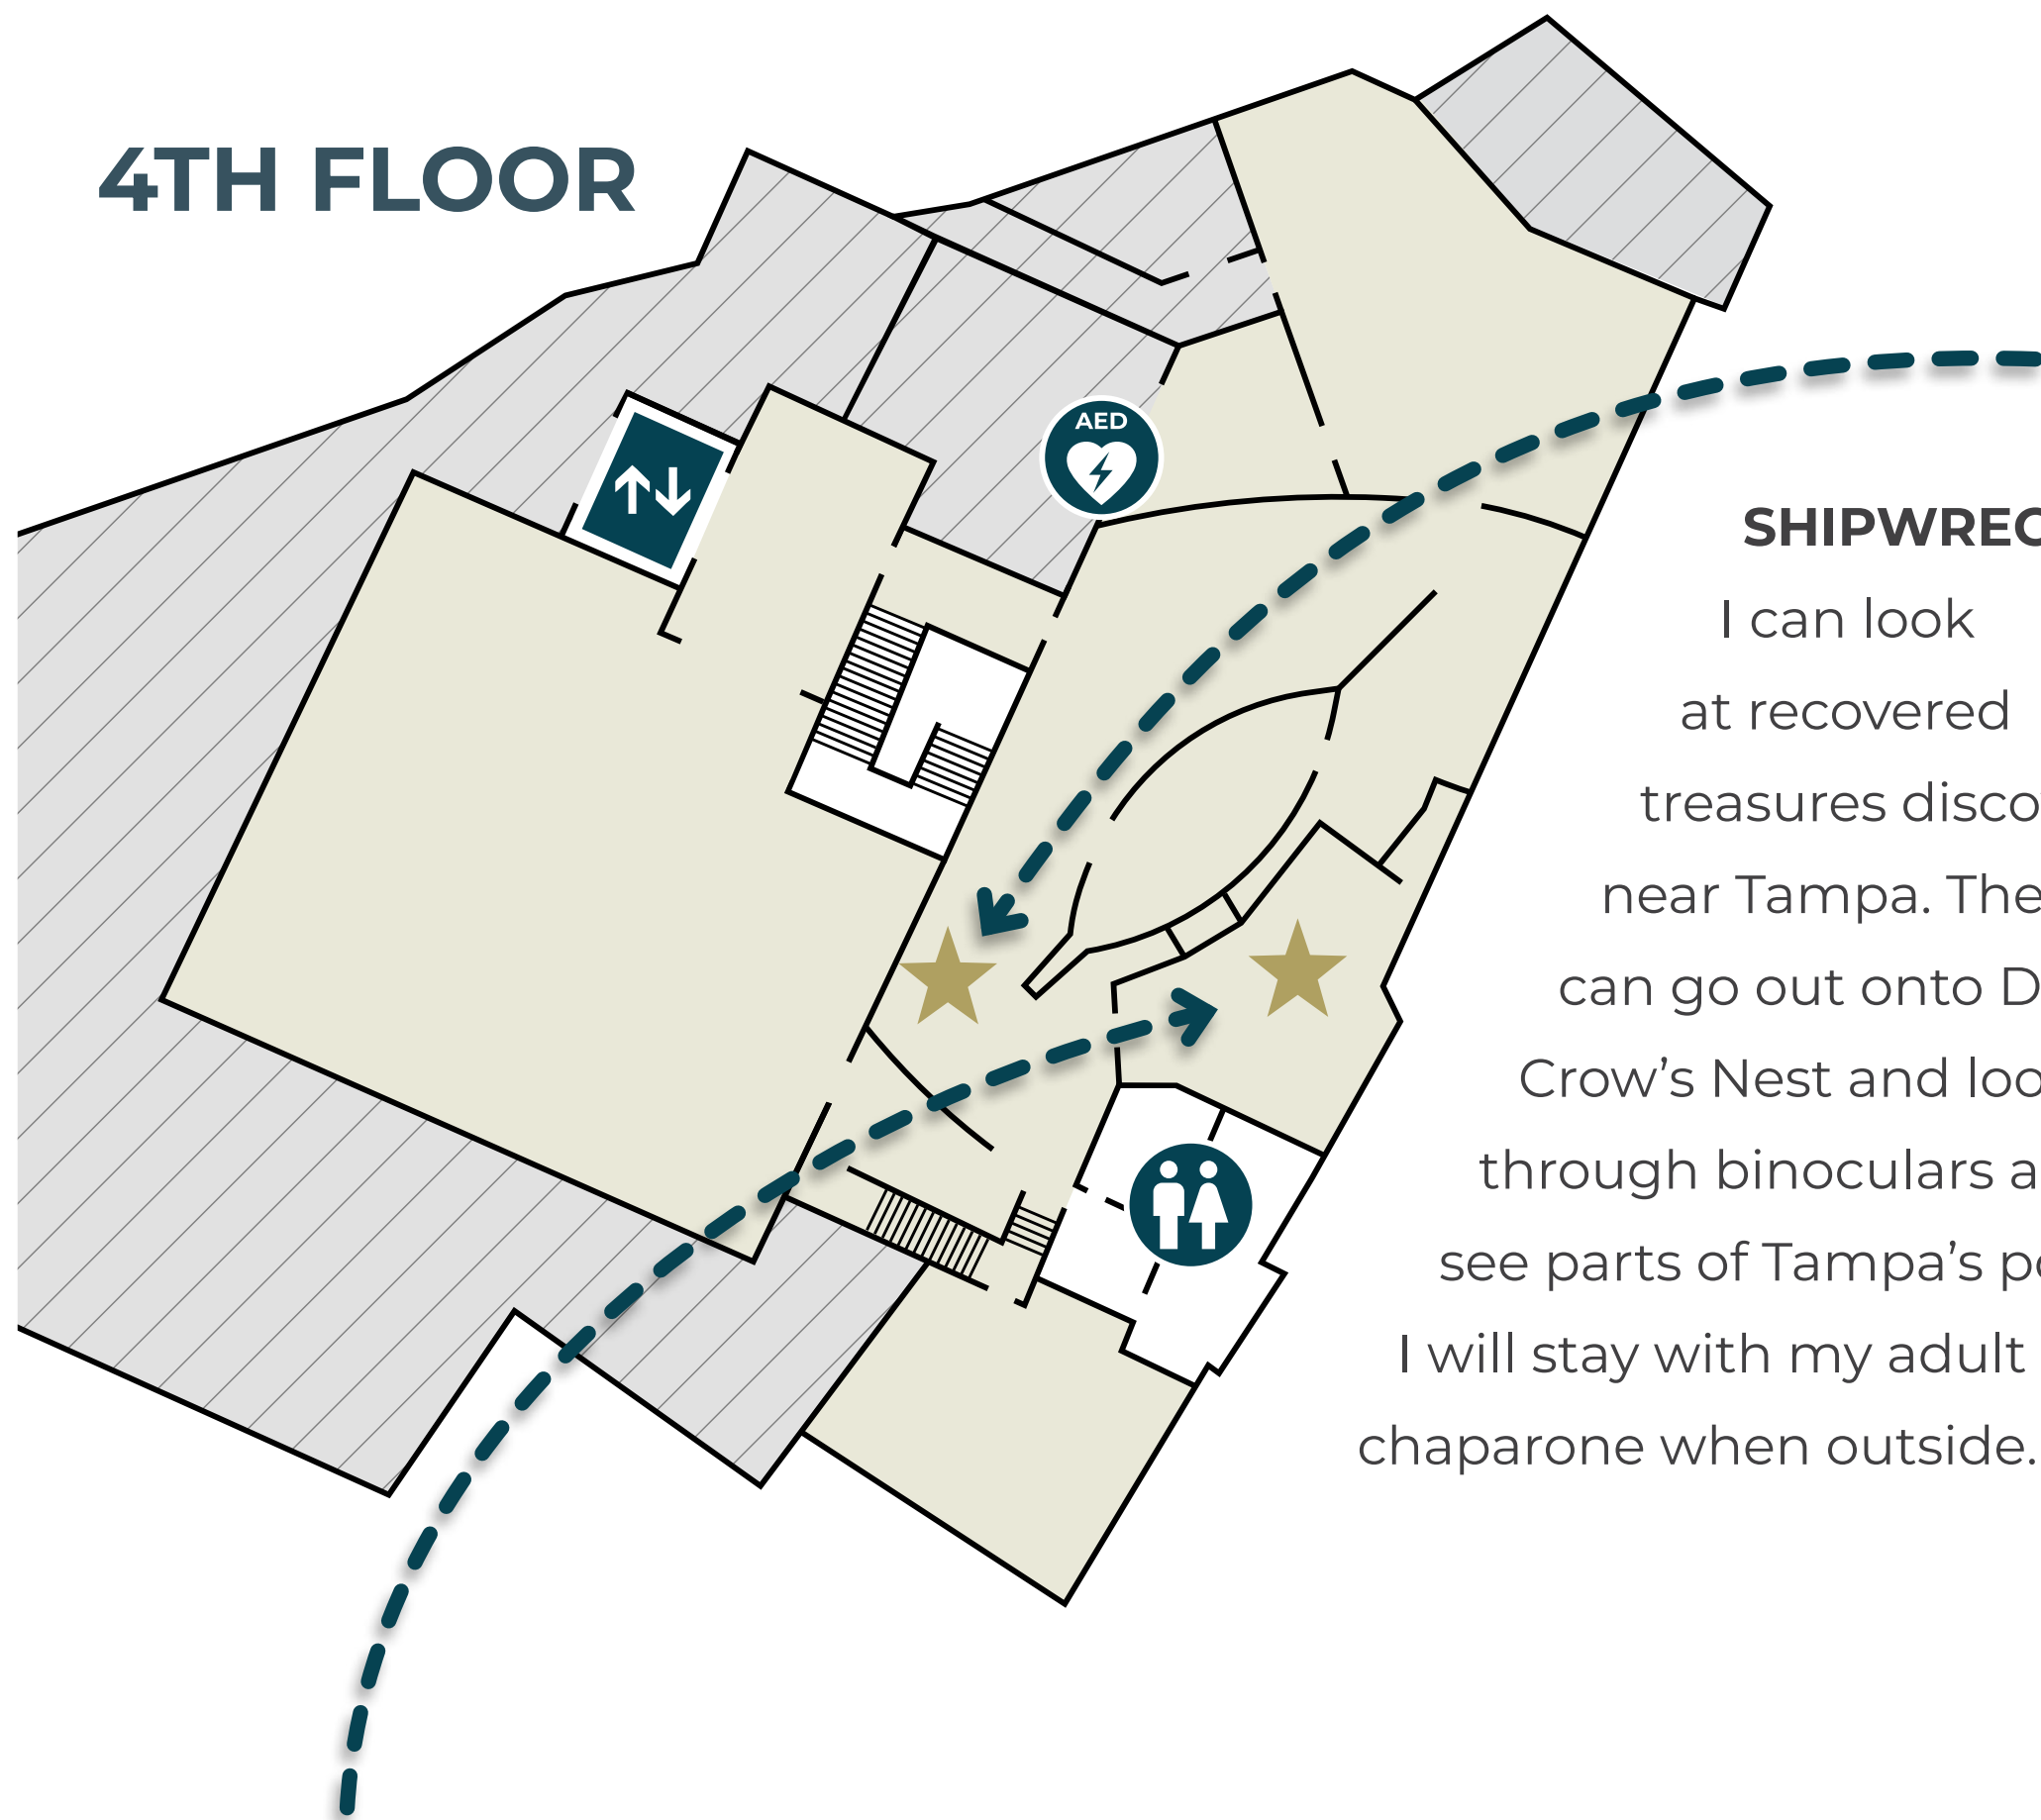 4TH FLOOR
AED
SHIPWREC
I can look
at recovered
treasures disco
near Tampa. The
can go out onto D
Crow’s Nest and loo
through binoculars a
see parts of Tampa’s po
I will stay with my adult
chaparone when outside.